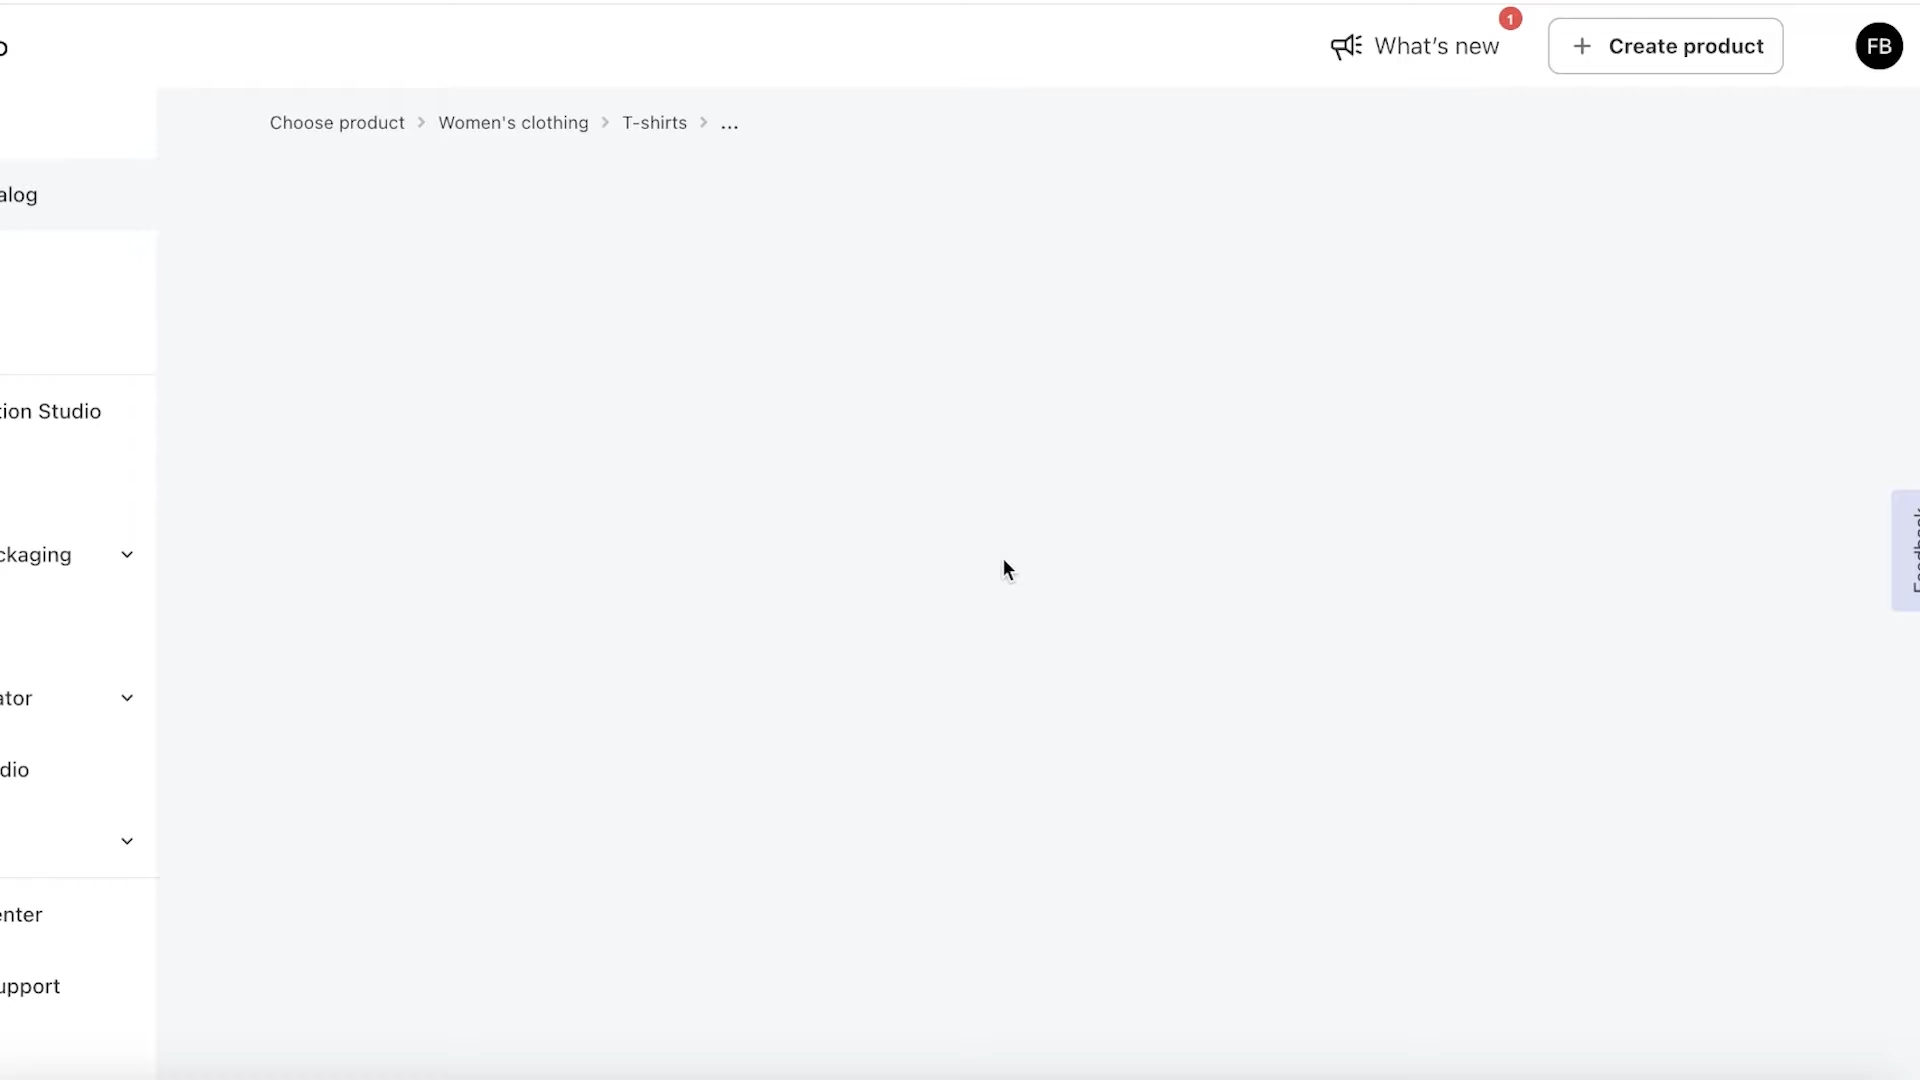 What's new
1
+ Create product
FB
Choose product > Women's clothing > T-shirts > ...
alog
tion Studio
ckaging
ator
dio
enter
upport
Feedback